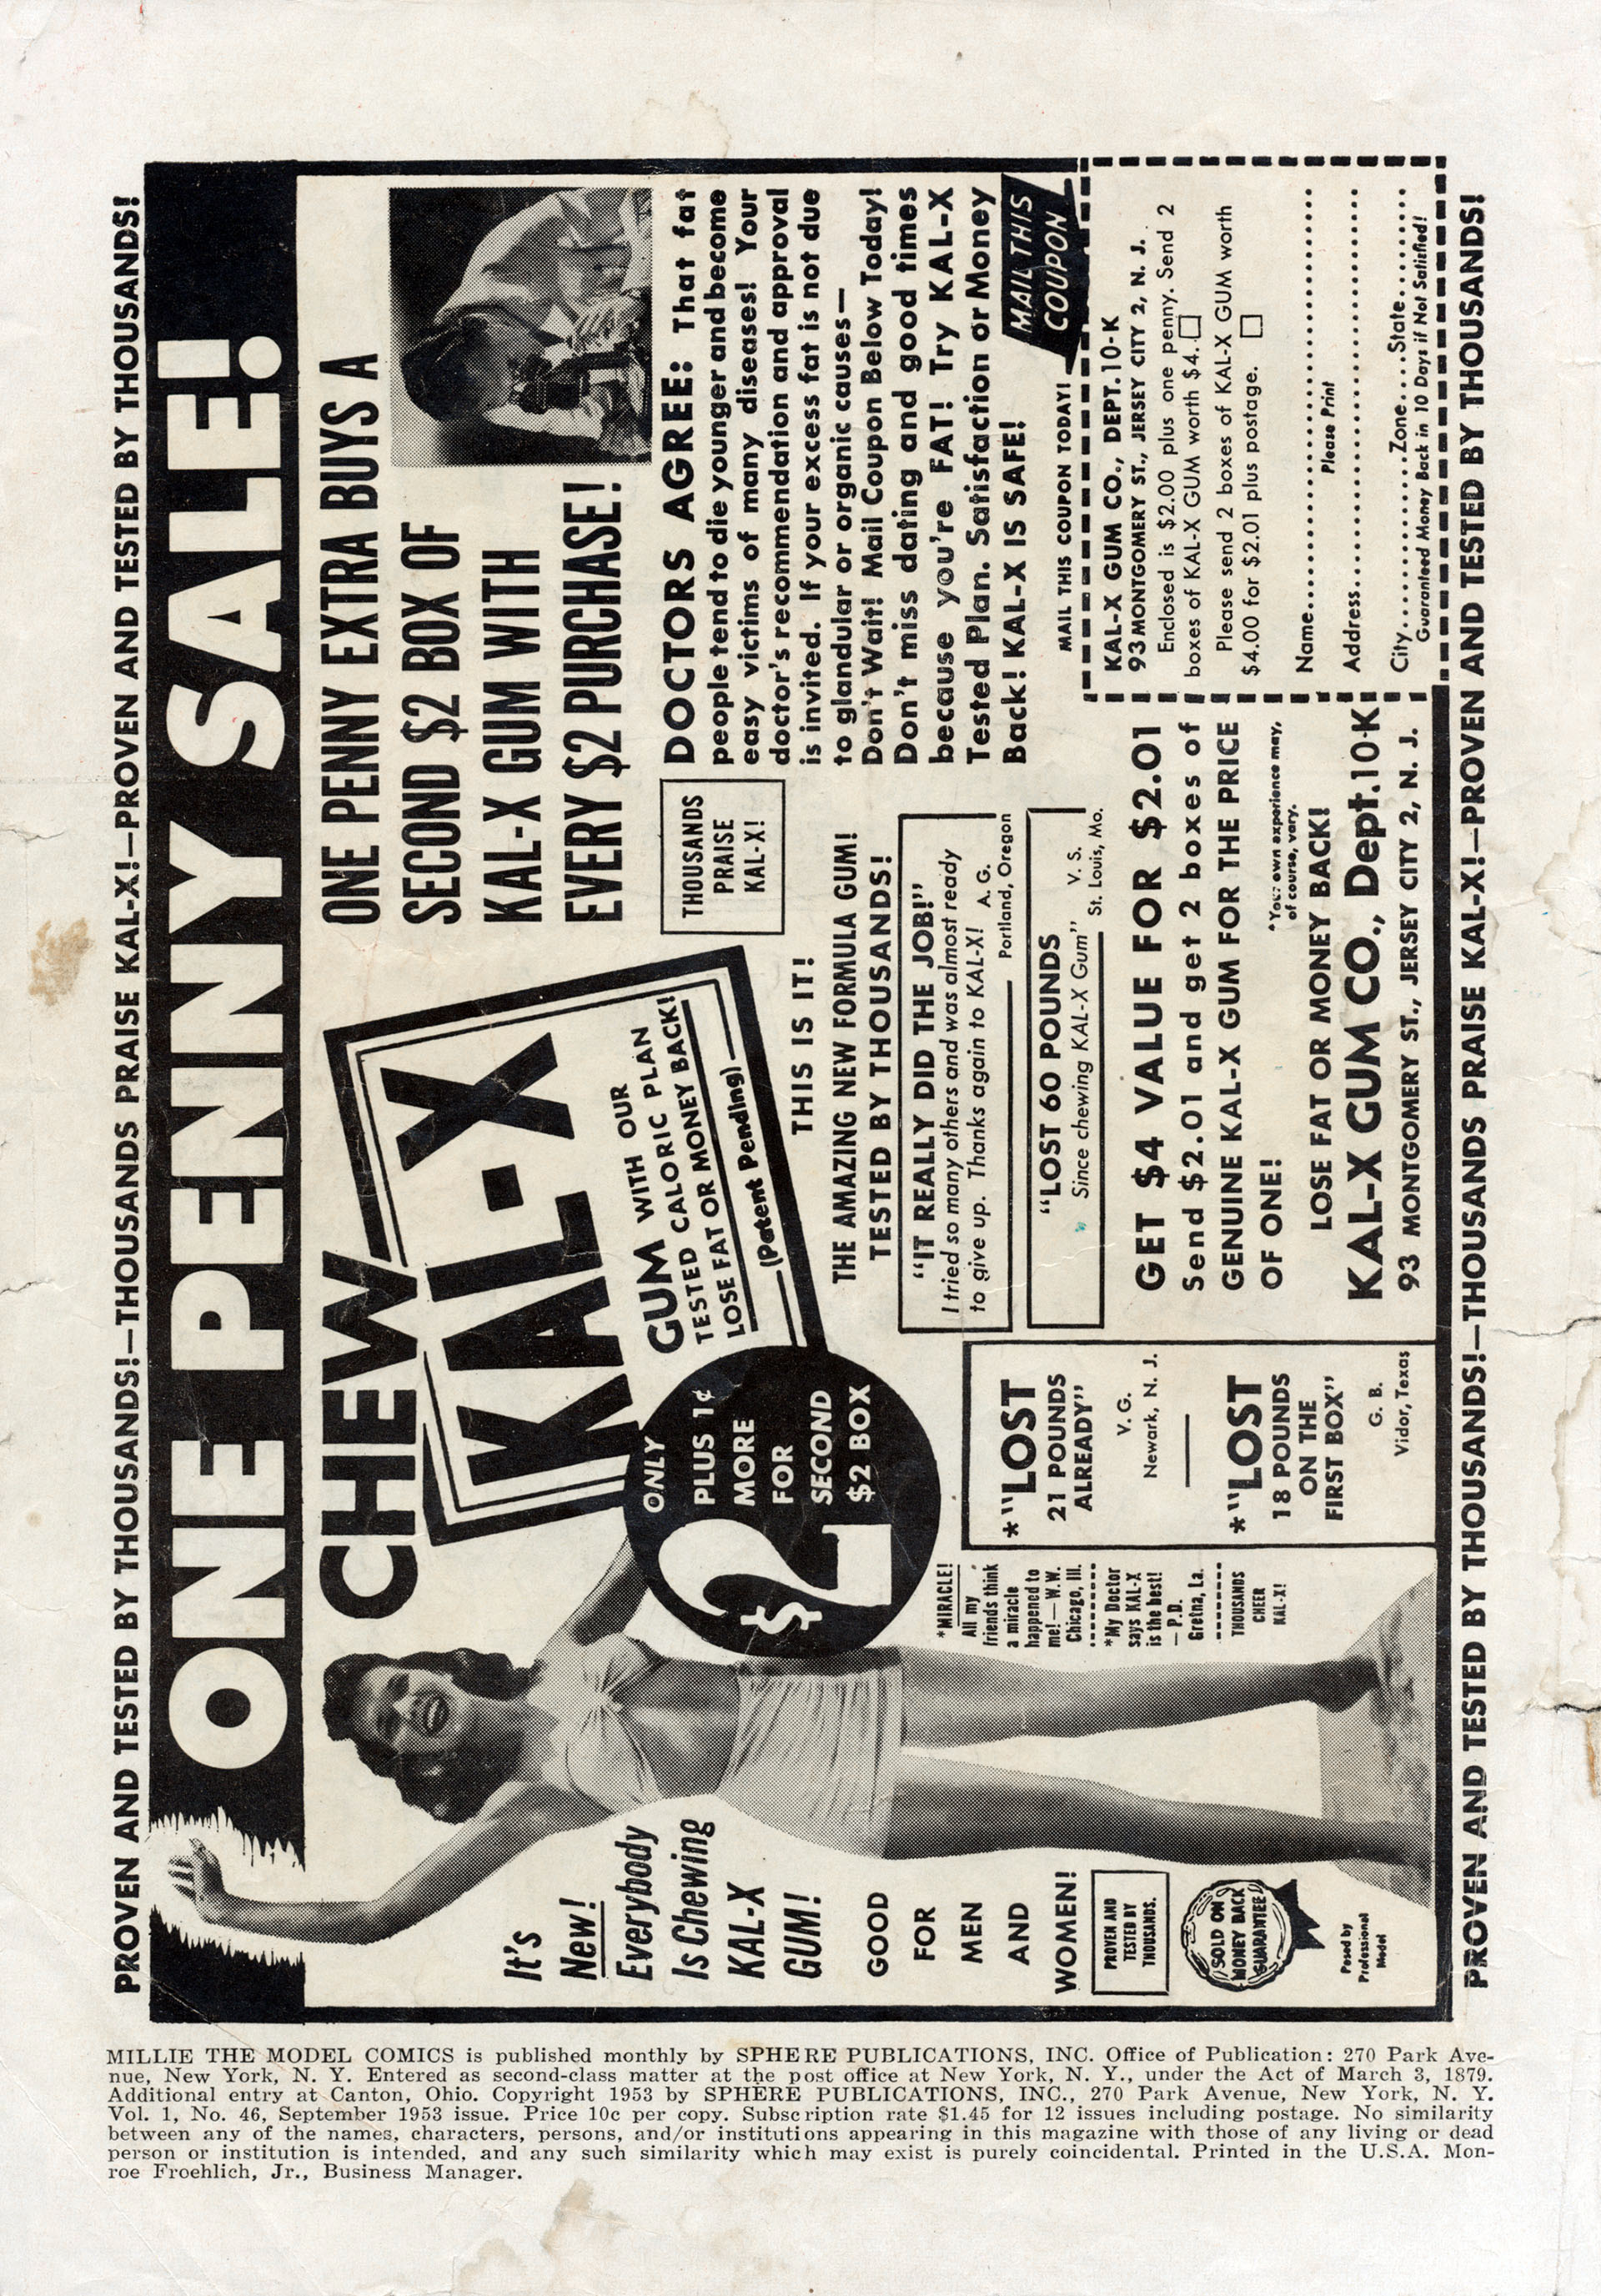 PROVEN AND TESTED BY THOUSANDS!—THOUSANDS PRAISE KAL-X!—PROVEN AND TESTED BY THOUSANDS!
ONE PENNY SALE!
It's
New!
Everybody
Is Chewing
KAL-X
GUM!
GOOD
FOR
MEN
AND
WOMEN!
PROVEN AND
TESTED BY
THOUSANDS.
SOLD ON
MONEY BACK
GUARANTEE
Posed by
Professional
Model
CHEW
KAL-X
GUM WITH OUR
TESTED CALORIC PLAN
LOSE FAT OR MONEY BACK!
(Patent Pending)
ONLY
$2
PLUS 1¢
MORE
FOR
SECOND
$2 BOX
*MIRACLE!
All my
friends think
a miracle
happened to
me!—W.W.
Chicago, Ill.
*My Doctor
says KAL-X
is the best!
—P.D.
Gretna, La.
THOUSANDS
CHEER
KAL-X!
*"LOST
21 POUNDS
ALREADY"
V. G.
Newark, N. J.
*"LOST
18 POUNDS
ON THE
FIRST BOX"
G. B.
Vidor, Texas
THIS IS IT!
THE AMAZING NEW FORMULA GUM!
TESTED BY THOUSANDS!
"IT REALLY DID THE JOB!"
I tried so many others and was almost ready
to give up. Thanks again to KAL-X! A. G.
Portland, Oregon
"LOST 60 POUNDS
Since chewing KAL-X Gum" V. S.
St. Louis, Mo.
GET $4 VALUE FOR $2.01
Send $2.01 and get 2 boxes of
GENUINE KAL-X GUM FOR THE PRICE
OF ONE!
*Your own experience may,
of course, vary.
LOSE FAT OR MONEY BACK!
KAL-X GUM CO., Dept.10-K
93 MONTGOMERY ST., JERSEY CITY 2, N. J.
ONE PENNY EXTRA BUYS A
SECOND $2 BOX OF
KAL-X GUM WITH
EVERY $2 PURCHASE!
THOUSANDS
PRAISE
KAL-X!
DOCTORS AGREE: That fat
people tend to die younger and become
easy victims of many diseases! Your
doctor's recommendation and approval
is invited. If your excess fat is not due
to glandular or organic causes—
Don't Wait! Mail Coupon Below Today!
Don't miss dating and good times
because you're FAT! Try KAL-X
Tested Plan. Satisfaction or Money
Back! KAL-X IS SAFE!
MAIL THIS
COUPON
MAIL THIS COUPON TODAY!
KAL-X GUM CO., DEPT.10-K
93 MONTGOMERY ST., JERSEY CITY 2, N. J.
Enclosed is $2.00 plus one penny. Send 2
boxes of KAL-X GUM worth $4.
Please send 2 boxes of KAL-X GUM worth
$4.00 for $2.01 plus postage.
Name
Please Print
Address
City Zone State
Guaranteed Money Back in 10 Days if Not Satisfied!
PROVEN AND TESTED BY THOUSANDS!—THOUSANDS PRAISE KAL-X!—PROVEN AND TESTED BY THOUSANDS!
MILLIE THE MODEL COMICS is published monthly by SPHERE PUBLICATIONS, INC. Office of Publication: 270 Park Ave-
nue, New York, N. Y. Entered as second-class matter at the post office at New York, N. Y., under the Act of March 3, 1879.
Additional entry at Canton, Ohio. Copyright 1953 by SPHERE PUBLICATIONS, INC., 270 Park Avenue, New York, N. Y.
Vol. 1, No. 46, September 1953 issue. Price 10c per copy. Subscription rate $1.45 for 12 issues including postage. No similarity
between any of the names, characters, persons, and/or institutions appearing in this magazine with those of any living or dead
person or institution is intended, and any such similarity which may exist is purely coincidental. Printed in the U.S.A. Mon-
roe Froehlich, Jr., Business Manager.